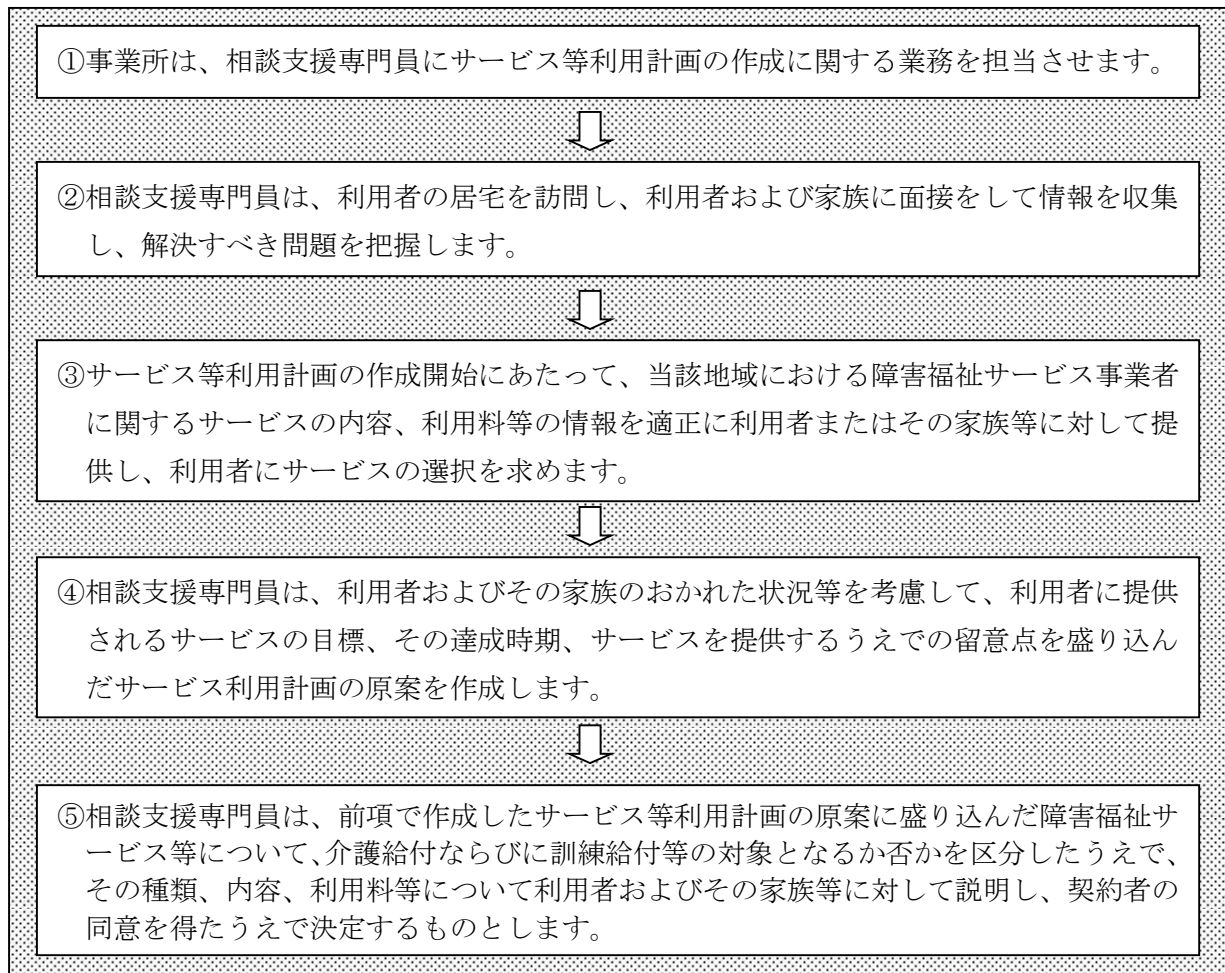 ①事業所は、相談支援専門員にサービス等利用計画の作成に関する業務を担当させます。
②相談支援専門員は、利用者の居宅を訪問し、利用者および家族に面接をして情報を収集
し、解決すべき問題を把握します。
③サービス等利用計画の作成開始にあたって、当該地域における障害福祉サービス事業者
に関するサービスの内容、利用料等の情報を適正に利用者またはその家族等に対して提
供し、利用者にサービスの選択を求めます。
④相談支援専門員は、利用者およびその家族のおかれた状況等を考慮して、利用者に提供
されるサービスの目標、その達成時期、サービスを提供するうえでの留意点を盛り込ん
だサービス利用計画の原案を作成します。
⑤相談支援専門員は、前項で作成したサービス等利用計画の原案に盛り込んだ障害福祉サ
ービス等について、介護給付ならびに訓練給付等の対象となるか否かを区分したうえで、
その種類、内容、利用料等について利用者およびその家族等に対して説明し、契約者の
同意を得たうえで決定するものとします。